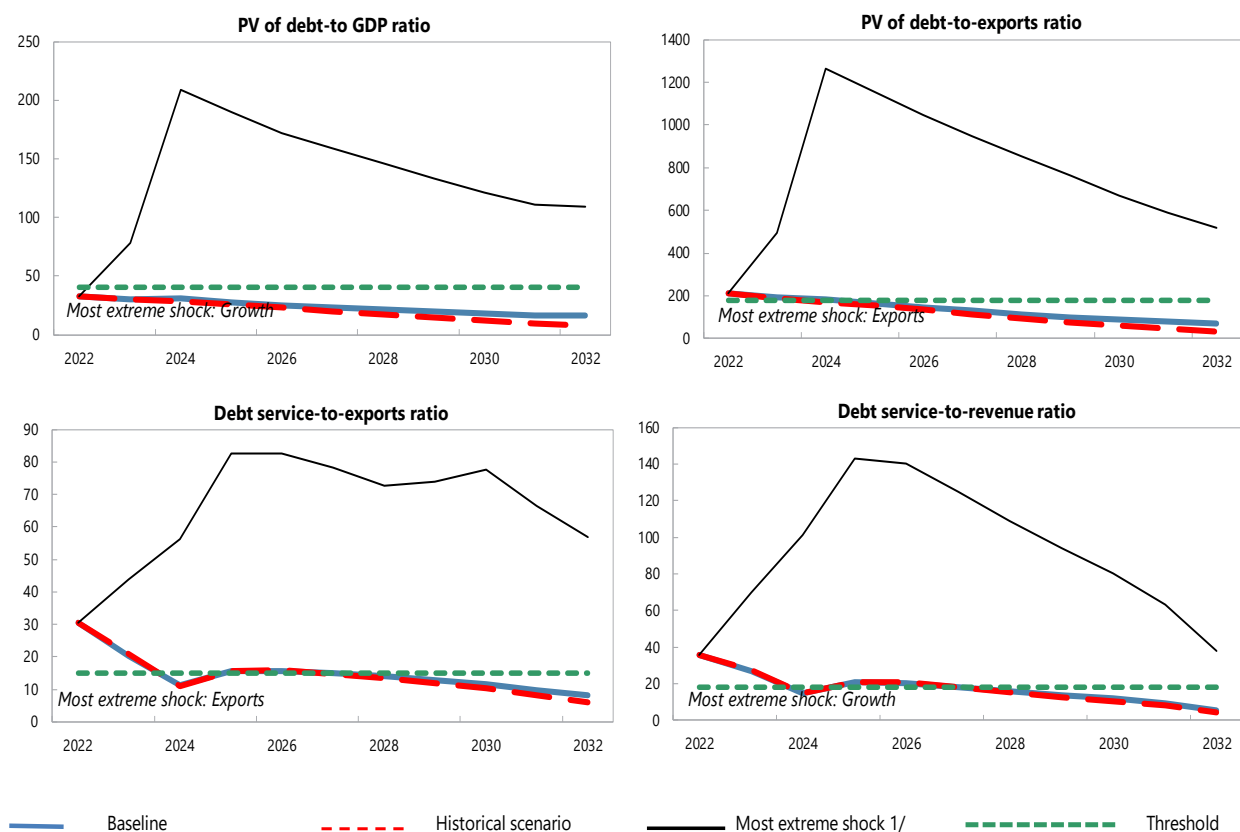 PV of debt-to GDP ratio
250
200
150
100
50
0
Most extreme shock: Growth
2022 2024 2026 2028 2030 2032
PV of debt-to-exports ratio
1400
1200
1000
800
600
400
200
0
Most extreme shock: Exports
2022 2024 2026 2028 2030 2032
Debt service-to-exports ratio
90
80
70
60
50
40
30
20
10
0
Most extreme shock: Exports
2022 2024 2026 2028 2030 2032
Debt service-to-revenue ratio
160
140
120
100
80
60
40
20
0
Most extreme shock: Growth
2022 2024 2026 2028 2030 2032
Baseline Historical scenario Most extreme shock 1/ Threshold